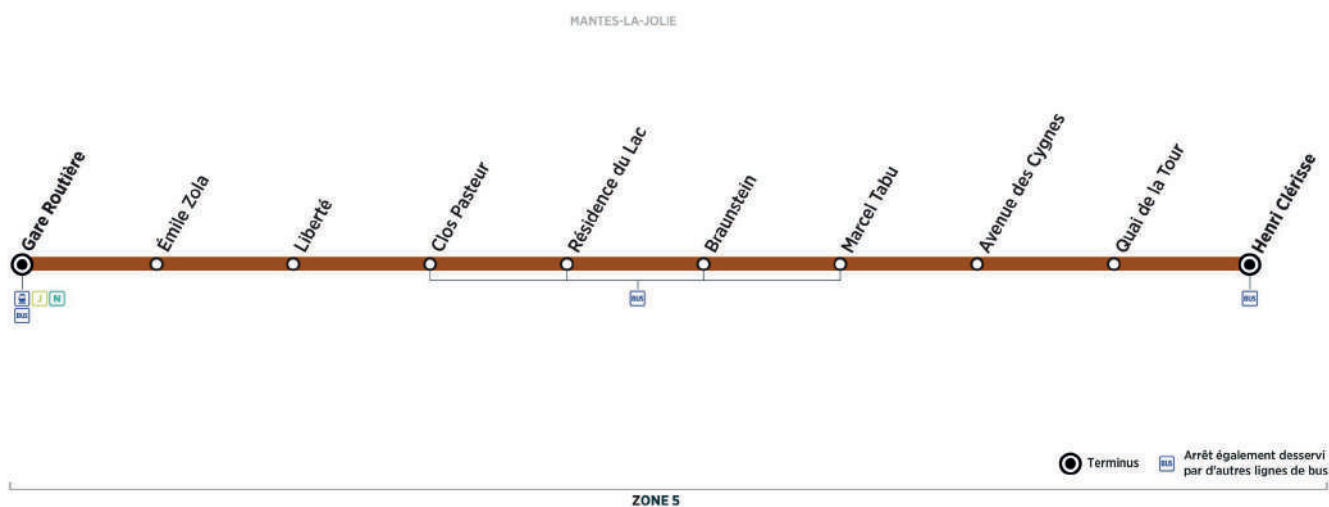 MANTES-LA-JOLIE
Gare Routière
Émile Zola
Liberté
Clos Pasteur
Résidence du Lac
Braunstein
Marcel Tabu
Avenue des Cygnes
Quai de la Tour
Henri Clérisse
J N
BUS
BUS
BUS
Terminus
BUS Arrêt également desservi
par d'autres lignes de bus
ZONE 5